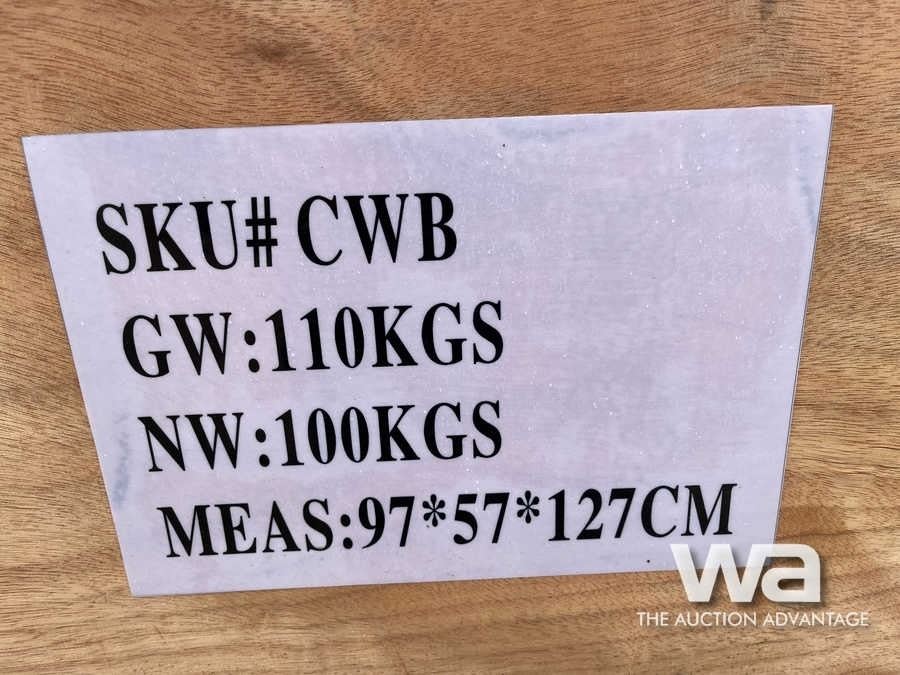 SKU# CWB
GW:110KGS
NW:100KGS
MEAS:97*57*127CM
wa
THE AUCTION ADVANTAGE